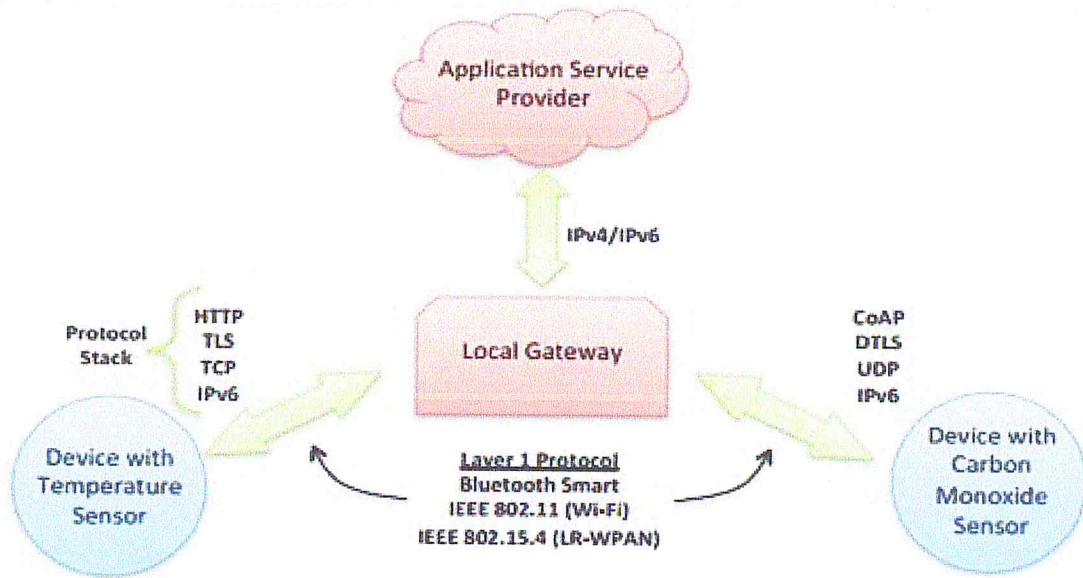 Application Service
Provider
IPv4/IPv6
Protocol
Stack
HTTP
TLS
TCP
IPv6
Local Gateway
CoAP
DTLS
UDP
IPv6
Device with
Temperature
Sensor
Layer 1 Protocol
Bluetooth Smart
IEEE 802.11 (Wi-Fi)
IEEE 802.15.4 (LR-WPAN)
Device with
Carbon
Monoxide
Sensor